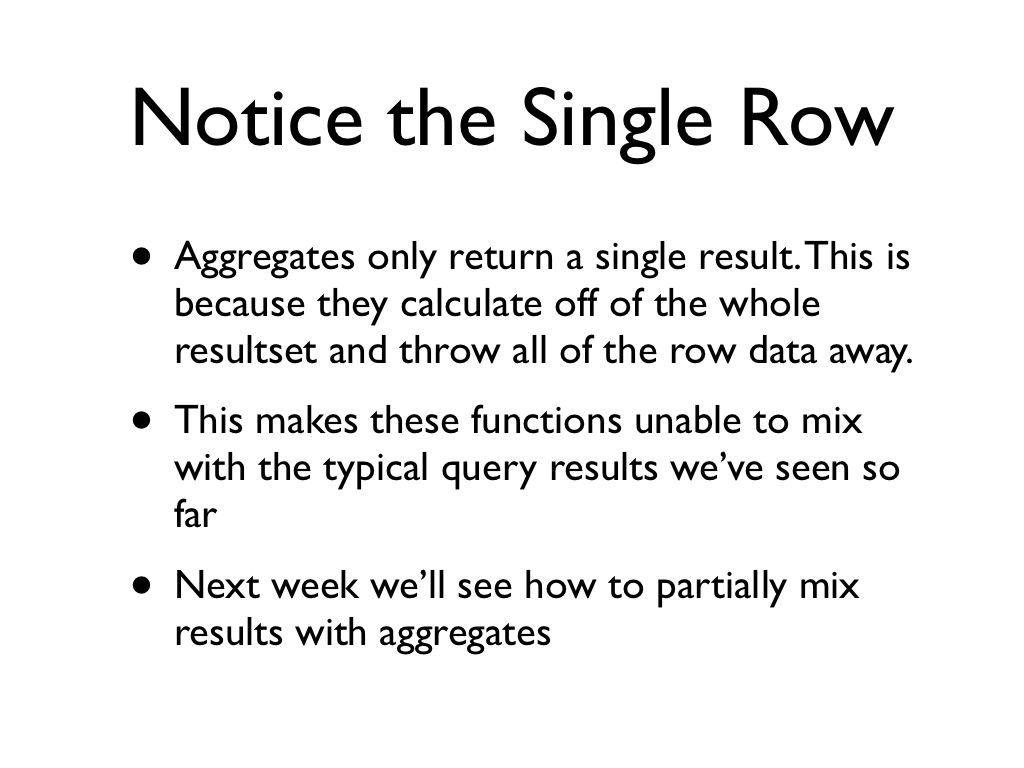 Notice the Single Row
• Aggregates only return a single result. This is
because they calculate off of the whole
resultset and throw all of the row data away.
• This makes these functions unable to mix
with the typical query results we’ve seen so
far
• Next week we’ll see how to partially mix
results with aggregates